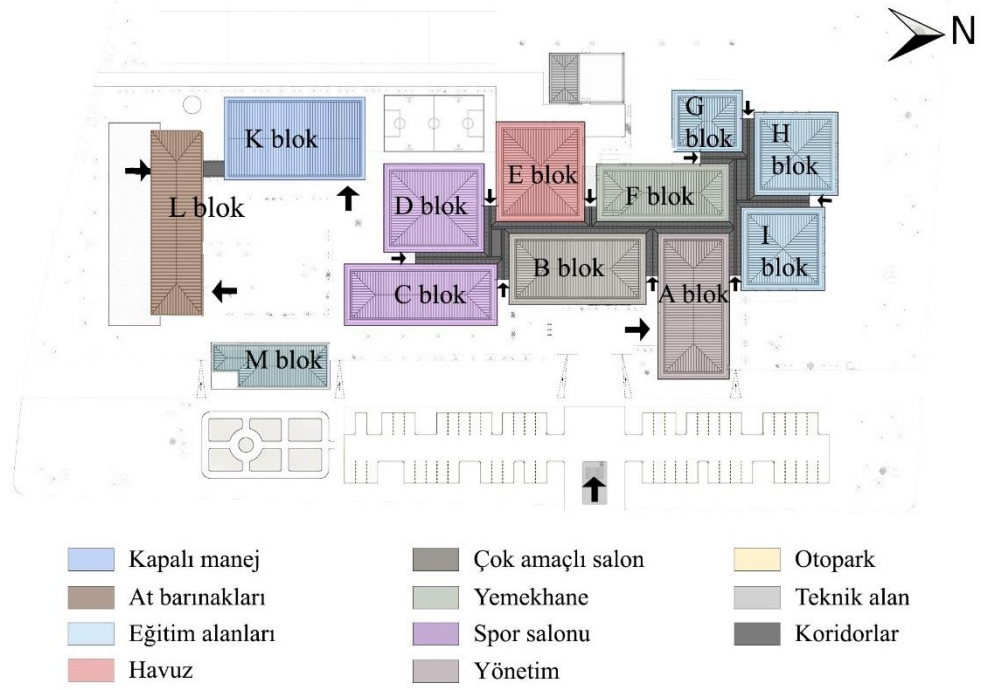 N
G
blok
H
blok
K blok
E blok
F blok
D blok
L blok
I
blok
B blok
A blok
C blok
M blok
Kapalı manej
At barınakları
Eğitim alanları
Havuz
Çok amaçlı salon
Yemekhane
Spor salonu
Yönetim
Otopark
Teknik alan
Koridorlar